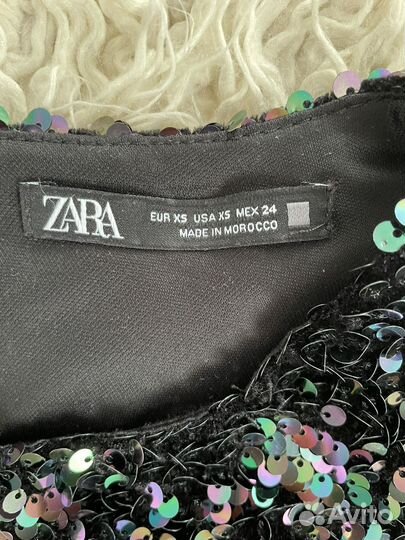 ZARA
EUR XS USA XS MEX 24
MADE IN MOROCCO
Avito